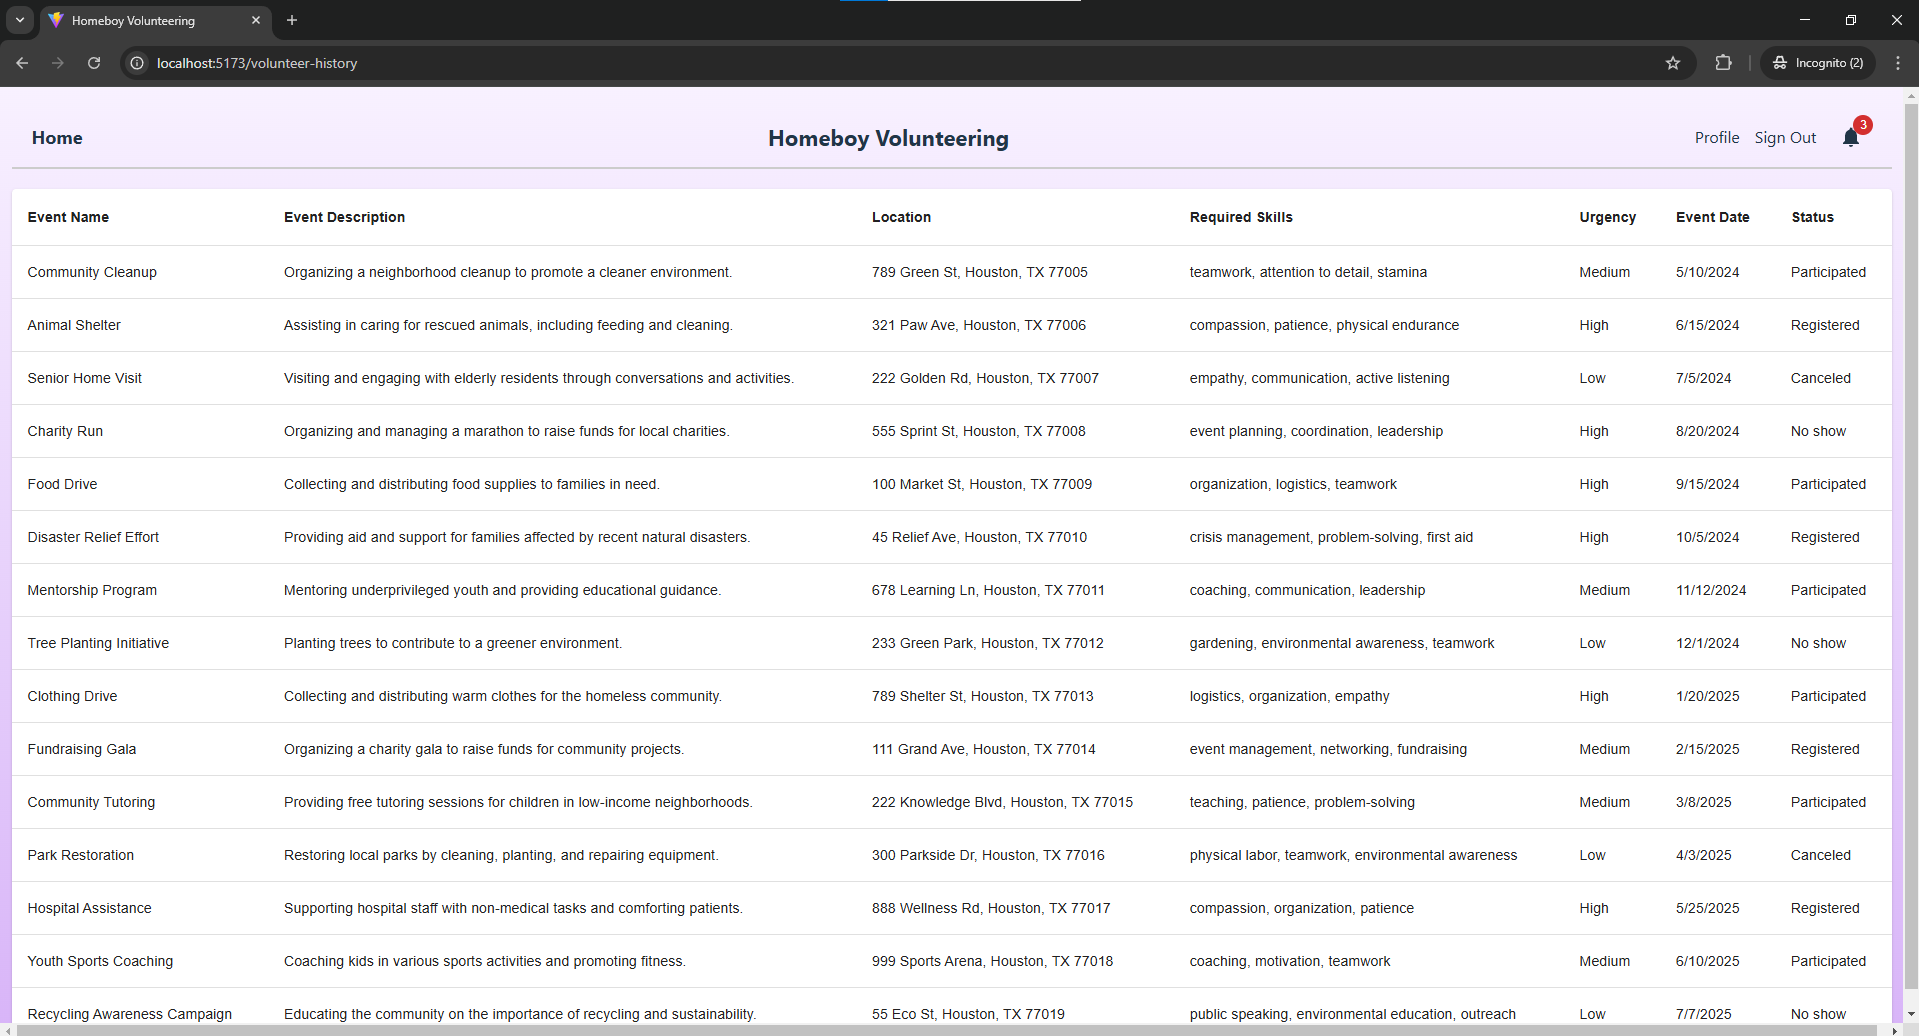 Homeboy Volunteering
localhost:5173/volunteer-history
Incognito (2)
Home
Homeboy Volunteering
Profile
Sign Out
3
Event Name Event Description Location Required Skills Urgency Event Date Status
Community Cleanup Organizing a neighborhood cleanup to promote a cleaner environment. 789 Green St, Houston, TX 77005 teamwork, attention to detail, stamina Medium 5/10/2024 Participated
Animal Shelter Assisting in caring for rescued animals, including feeding and cleaning. 321 Paw Ave, Houston, TX 77006 compassion, patience, physical endurance High 6/15/2024 Registered
Senior Home Visit Visiting and engaging with elderly residents through conversations and activities. 222 Golden Rd, Houston, TX 77007 empathy, communication, active listening Low 7/5/2024 Canceled
Charity Run Organizing and managing a marathon to raise funds for local charities. 555 Sprint St, Houston, TX 77008 event planning, coordination, leadership High 8/20/2024 No show
Food Drive Collecting and distributing food supplies to families in need. 100 Market St, Houston, TX 77009 organization, logistics, teamwork High 9/15/2024 Participated
Disaster Relief Effort Providing aid and support for families affected by recent natural disasters. 45 Relief Ave, Houston, TX 77010 crisis management, problem-solving, first aid High 10/5/2024 Registered
Mentorship Program Mentoring underprivileged youth and providing educational guidance. 678 Learning Ln, Houston, TX 77011 coaching, communication, leadership Medium 11/12/2024 Participated
Tree Planting Initiative Planting trees to contribute to a greener environment. 233 Green Park, Houston, TX 77012 gardening, environmental awareness, teamwork Low 12/1/2024 No show
Clothing Drive Collecting and distributing warm clothes for the homeless community. 789 Shelter St, Houston, TX 77013 logistics, organization, empathy High 1/20/2025 Participated
Fundraising Gala Organizing a charity gala to raise funds for community projects. 111 Grand Ave, Houston, TX 77014 event management, networking, fundraising Medium 2/15/2025 Registered
Community Tutoring Providing free tutoring sessions for children in low-income neighborhoods. 222 Knowledge Blvd, Houston, TX 77015 teaching, patience, problem-solving Medium 3/8/2025 Participated
Park Restoration Restoring local parks by cleaning, planting, and repairing equipment. 300 Parkside Dr, Houston, TX 77016 physical labor, teamwork, environmental awareness Low 4/3/2025 Canceled
Hospital Assistance Supporting hospital staff with non-medical tasks and comforting patients. 888 Wellness Rd, Houston, TX 77017 compassion, organization, patience High 5/25/2025 Registered
Youth Sports Coaching Coaching kids in various sports activities and promoting fitness. 999 Sports Arena, Houston, TX 77018 coaching, motivation, teamwork Medium 6/10/2025 Participated
Recycling Awareness Campaign Educating the community on the importance of recycling and sustainability. 55 Eco St, Houston, TX 77019 public speaking, environmental education, outreach Low 7/7/2025 No show